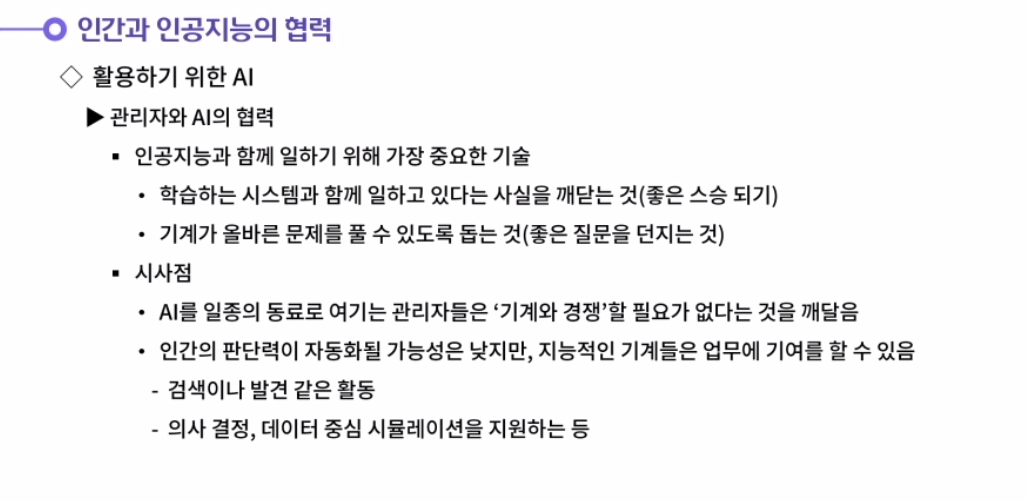 인간과 인공지능의 협력
◇ 활용하기 위한 AI
▶ 관리자와 AI의 협력
▪ 인공지능과 함께 일하기 위해 가장 중요한 기술
• 학습하는 시스템과 함께 일하고 있다는 사실을 깨닫는 것(좋은 스승 되기)
• 기계가 올바른 문제를 풀 수 있도록 돕는 것(좋은 질문을 던지는 것)
▪ 시사점
• AI를 일종의 동료로 여기는 관리자들은 ‘기계와 경쟁’할 필요가 없다는 것을 깨달음
• 인간의 판단력이 자동화될 가능성은 낮지만, 지능적인 기계들은 업무에 기여를 할 수 있음
- 검색이나 발견 같은 활동
- 의사 결정, 데이터 중심 시뮬레이션을 지원하는 등